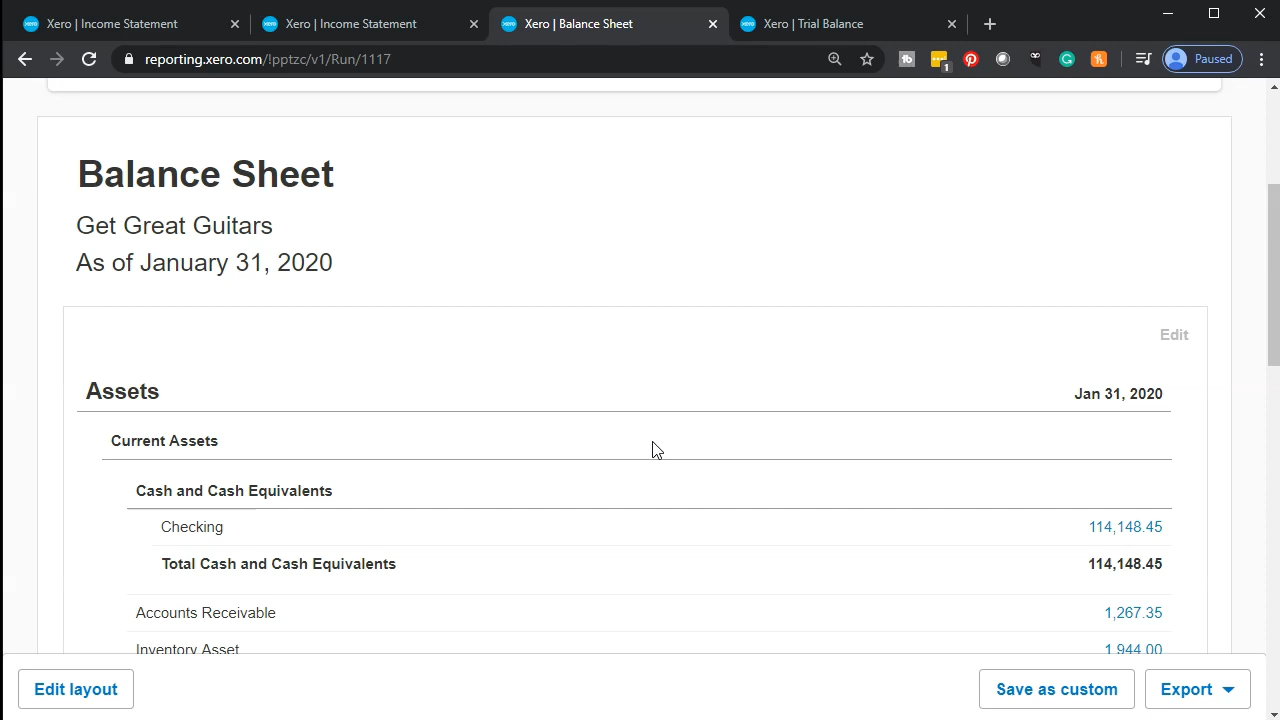 Xero | Income Statement
Xero | Income Statement
Xero | Balance Sheet
Xero | Trial Balance
reporting.xero.com/!pptzc/v1/Run/1117
1
Paused
Balance Sheet
Get Great Guitars
As of January 31, 2020
Edit
Assets Jan 31, 2020
Current Assets
Cash and Cash Equivalents
Checking 114,148.45
Total Cash and Cash Equivalents 114,148.45
Accounts Receivable 1,267.35
Inventory Asset 1,944.00
Edit layout
Save as custom
Export